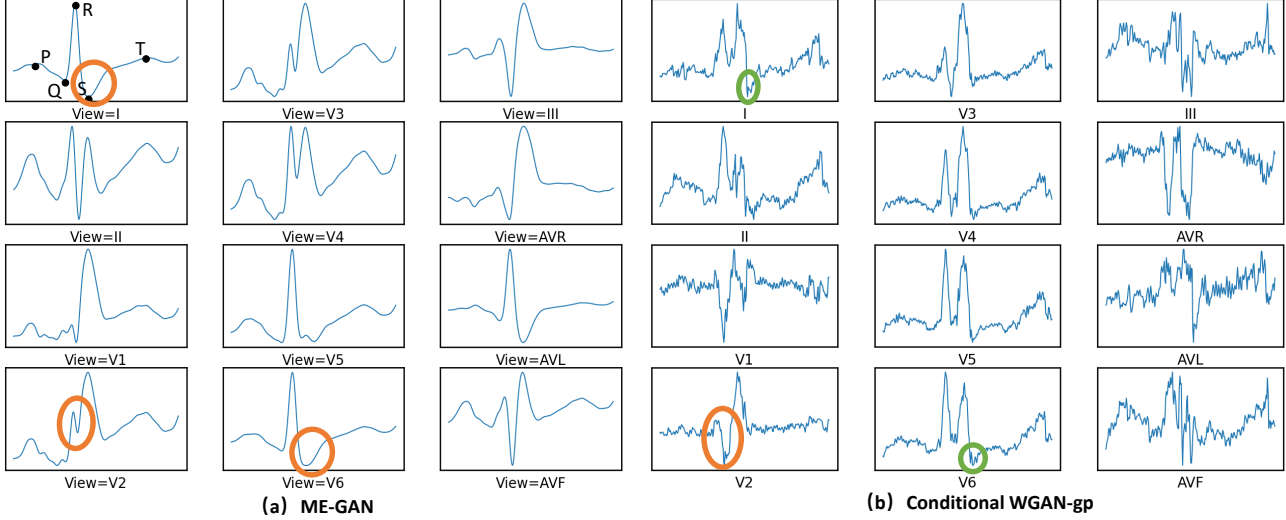 R
P
T
Q
S
View=I
View=V3
View=III
I
V3
III
View=II
View=V4
View=AVR
II
V4
AVR
View=V1
View=V5
View=AVL
V1
V5
AVL
View=V2
View=V6
View=AVF
V2
V6
AVF
(a) ME-GAN
(b) Conditional WGAN-gp